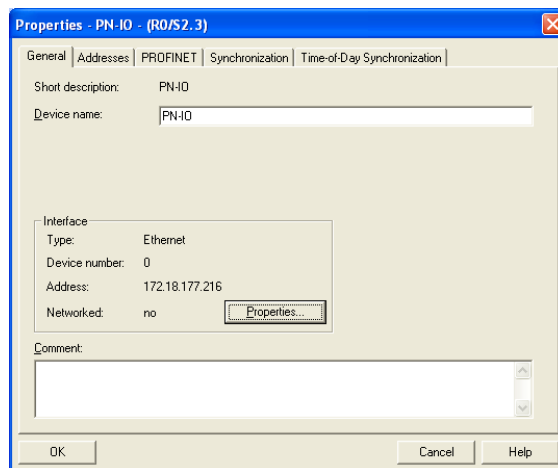 Properties - PN-IO - (R0/S2.3)
General Addresses PROFINET Synchronization Time-of-Day Synchronization
Short description: PN-IO
Device name: PN-IO
Interface
Type: Ethernet
Device number: 0
Address: 172.18.177.216
Networked: no Properties...
Comment:
OK Cancel Help